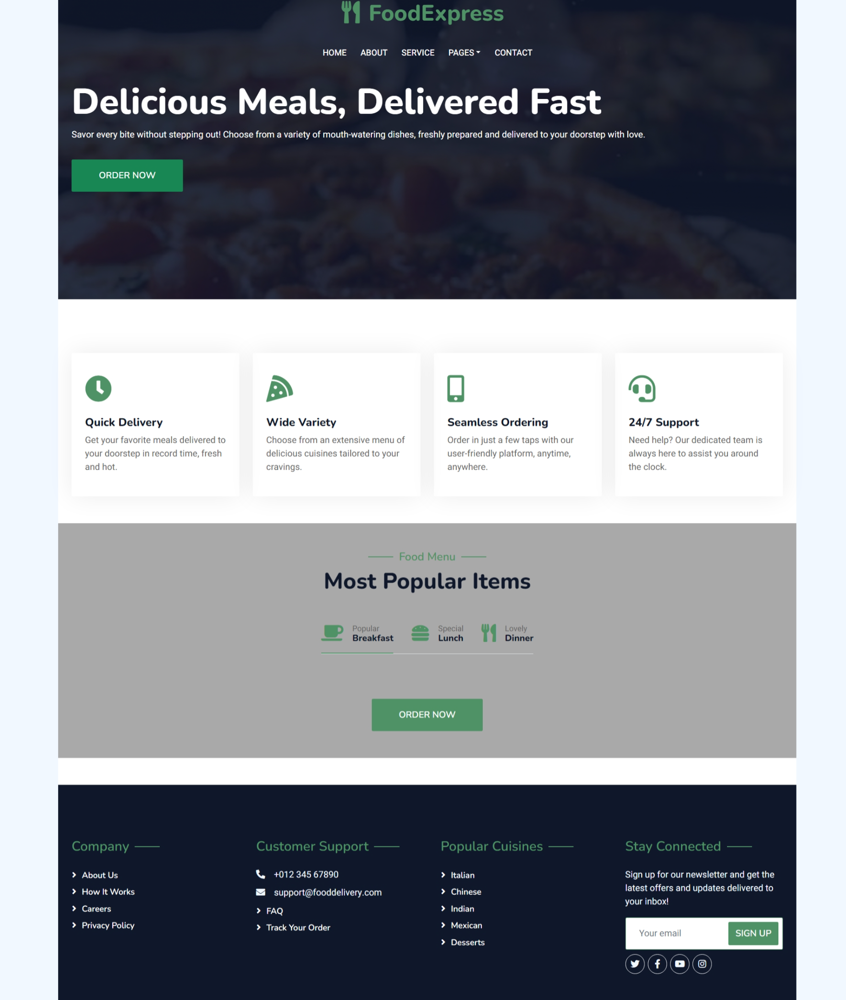 FoodExpress
HOME ABOUT SERVICE PAGES CONTACT
Delicious Meals, Delivered Fast
Savor every bite without stepping out! Choose from a variety of mouth-watering dishes, freshly prepared and delivered to your doorstep with love.
ORDER NOW
Quick Delivery
Get your favorite meals delivered to
your doorstep in record time, fresh
and hot.
Wide Variety
Choose from an extensive menu of
delicious cuisines tailored to your
cravings.
Seamless Ordering
Order in just a few taps with our
user-friendly platform, anytime,
anywhere.
24/7 Support
Need help? Our dedicated team is
always here to assist you around
the clock.
Food Menu
Most Popular Items
Popular
Breakfast
Special
Lunch
Lovely
Dinner
ORDER NOW
Company
About Us
How It Works
Careers
Privacy Policy
Customer Support
+012 345 67890
support@fooddelivery.com
FAQ
Track Your Order
Popular Cuisines
Italian
Chinese
Indian
Mexican
Desserts
Stay Connected
Sign up for our newsletter and get the
latest offers and updates delivered to
your inbox!
Your email SIGN UP